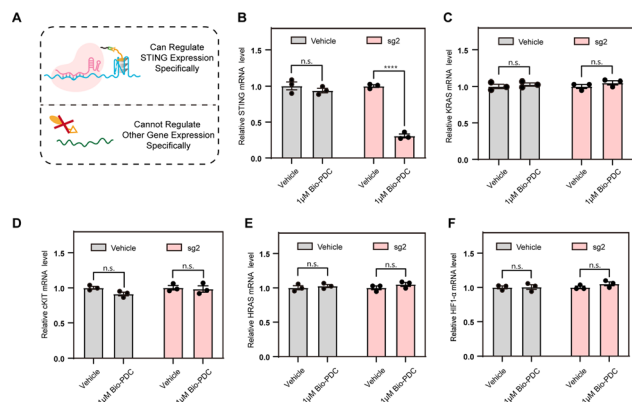 A
Can Regulate
STING Expression
Specifically
Cannot Regulate
Other Gene Expression
Specifically
B
Vehicle
sg2
Relative STING mRNA level
1.5
1.0
0.5
0.0
n.s.
****
Vehicle
1μM Bio-PDC
Vehicle
1μM Bio-PDC
C
Vehicle
sg2
Relative KRAS mRNA level
1.5
1.0
0.5
0.0
n.s.
n.s.
Vehicle
1μM Bio-PDC
Vehicle
1μM Bio-PDC
D
Vehicle
sg2
Relative cKIT mRNA level
1.5
1.0
0.5
0.0
n.s.
n.s.
Vehicle
1μM Bio-PDC
Vehicle
1μM Bio-PDC
E
Vehicle
sg2
Relative HRAS mRNA level
1.5
1.0
0.5
0.0
n.s.
n.s.
Vehicle
1μM Bio-PDC
Vehicle
1μM Bio-PDC
F
Vehicle
sg2
Relative HIF1-α mRNA level
1.5
1.0
0.5
0.0
n.s.
n.s.
Vehicle
1μM Bio-PDC
Vehicle
1μM Bio-PDC